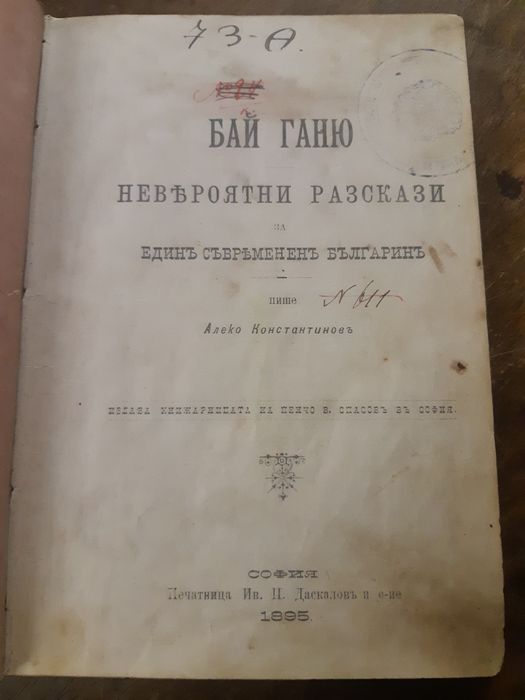 73-А.
БАЙ ГАНЮ
НЕВѢРОЯТНИ РАЗСКАЗИ
ЗА
ЕДИНЪ СЪВРѢМЕНЕНЪ БЪЛГАРИНЪ
пише
N 611
Алеко Константиновъ
ИЗДАВА КНИЖАРНИЦАТА НА ПЕНЧО В. СПАСОВЪ ВЪ СОФИЯ.
СОФИЯ
Печатница Ив. П. Даскаловъ и с-ие
1895.